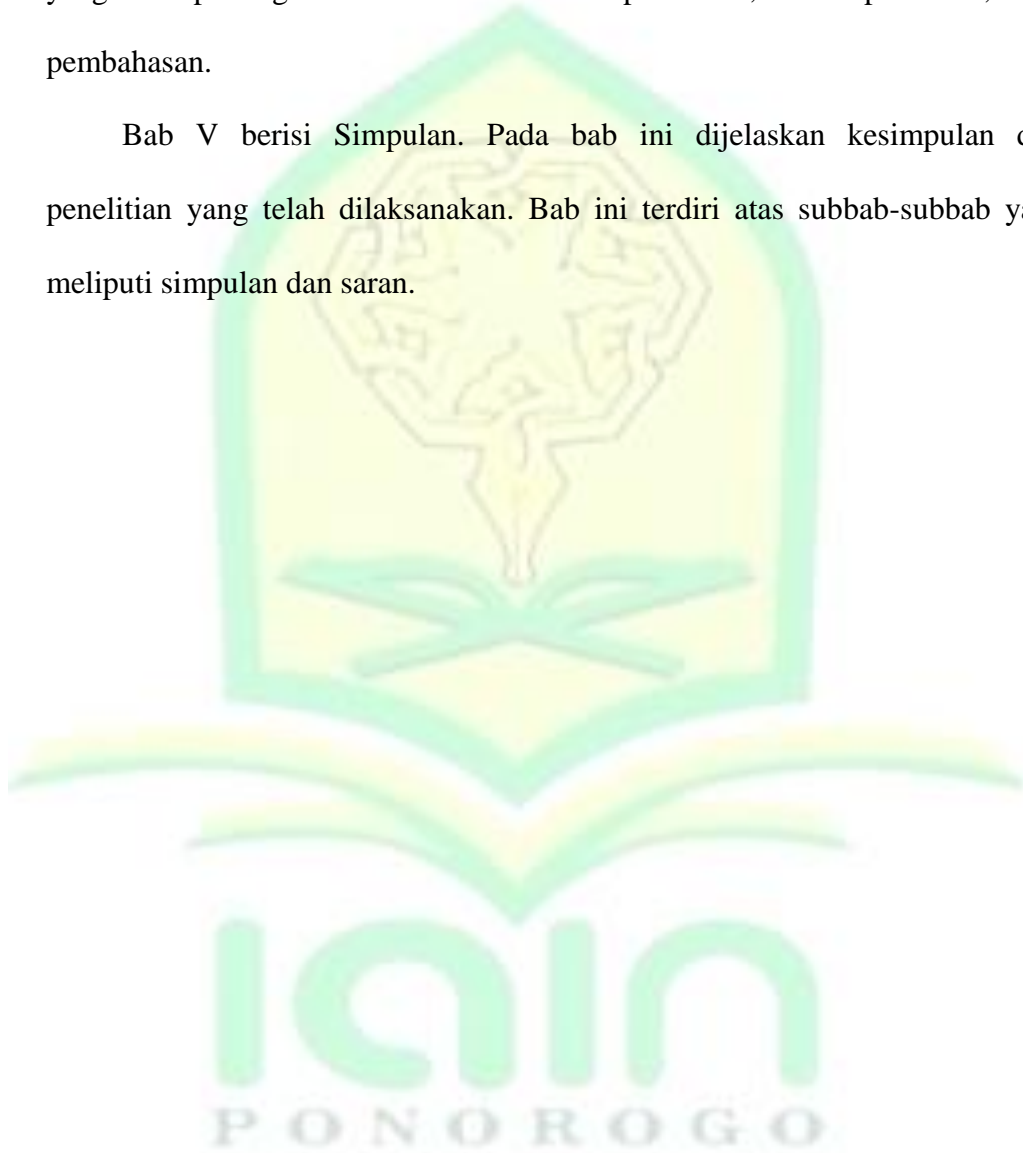 pembahasan.
Bab V berisi Simpulan. Pada bab ini dijelaskan kesimpulan
penelitian yang telah dilaksanakan. Bab ini terdiri atas subbab-subbab
meliputi simpulan dan saran.
iain
PONOROGO